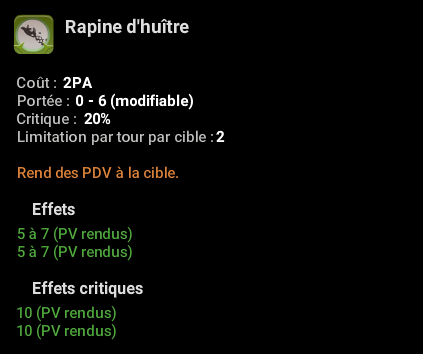 Rapine d'huître
Coût : 2PA
Portée : 0 - 6 (modifiable)
Critique : 20%
Limitation par tour par cible : 2
Rend des PDV à la cible.
Effets
5 à 7 (PV rendus)
5 à 7 (PV rendus)
Effets critiques
10 (PV rendus)
10 (PV rendus)